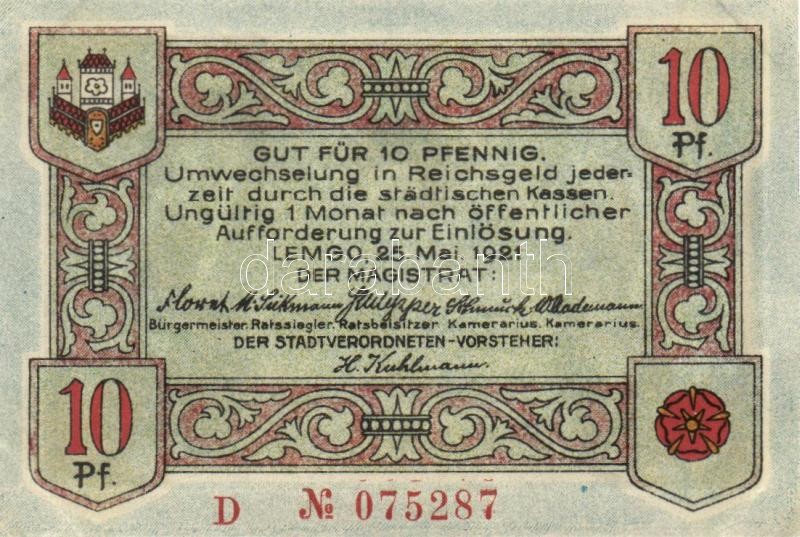 10
Pf.
GUT FÜR 10 PFENNIG.
Umwechselung in Reichsgeld jeder-
zeit durch die städtischen Kassen.
Ungültig 1 Monat nach öffentlicher
Aufforderung zur Einlösung.
LEMGO, 25. Mai. 1921
DER MAGISTRAT:
Floret
Bürgermeister. Ratssiegler. Ratsbeisitzer. Kamerarius. Kamerarius.
DER STADTVERORDNETEN-VORSTEHER:
H. Kuhlmann.
10
Pf.
D № 075287
darabanth